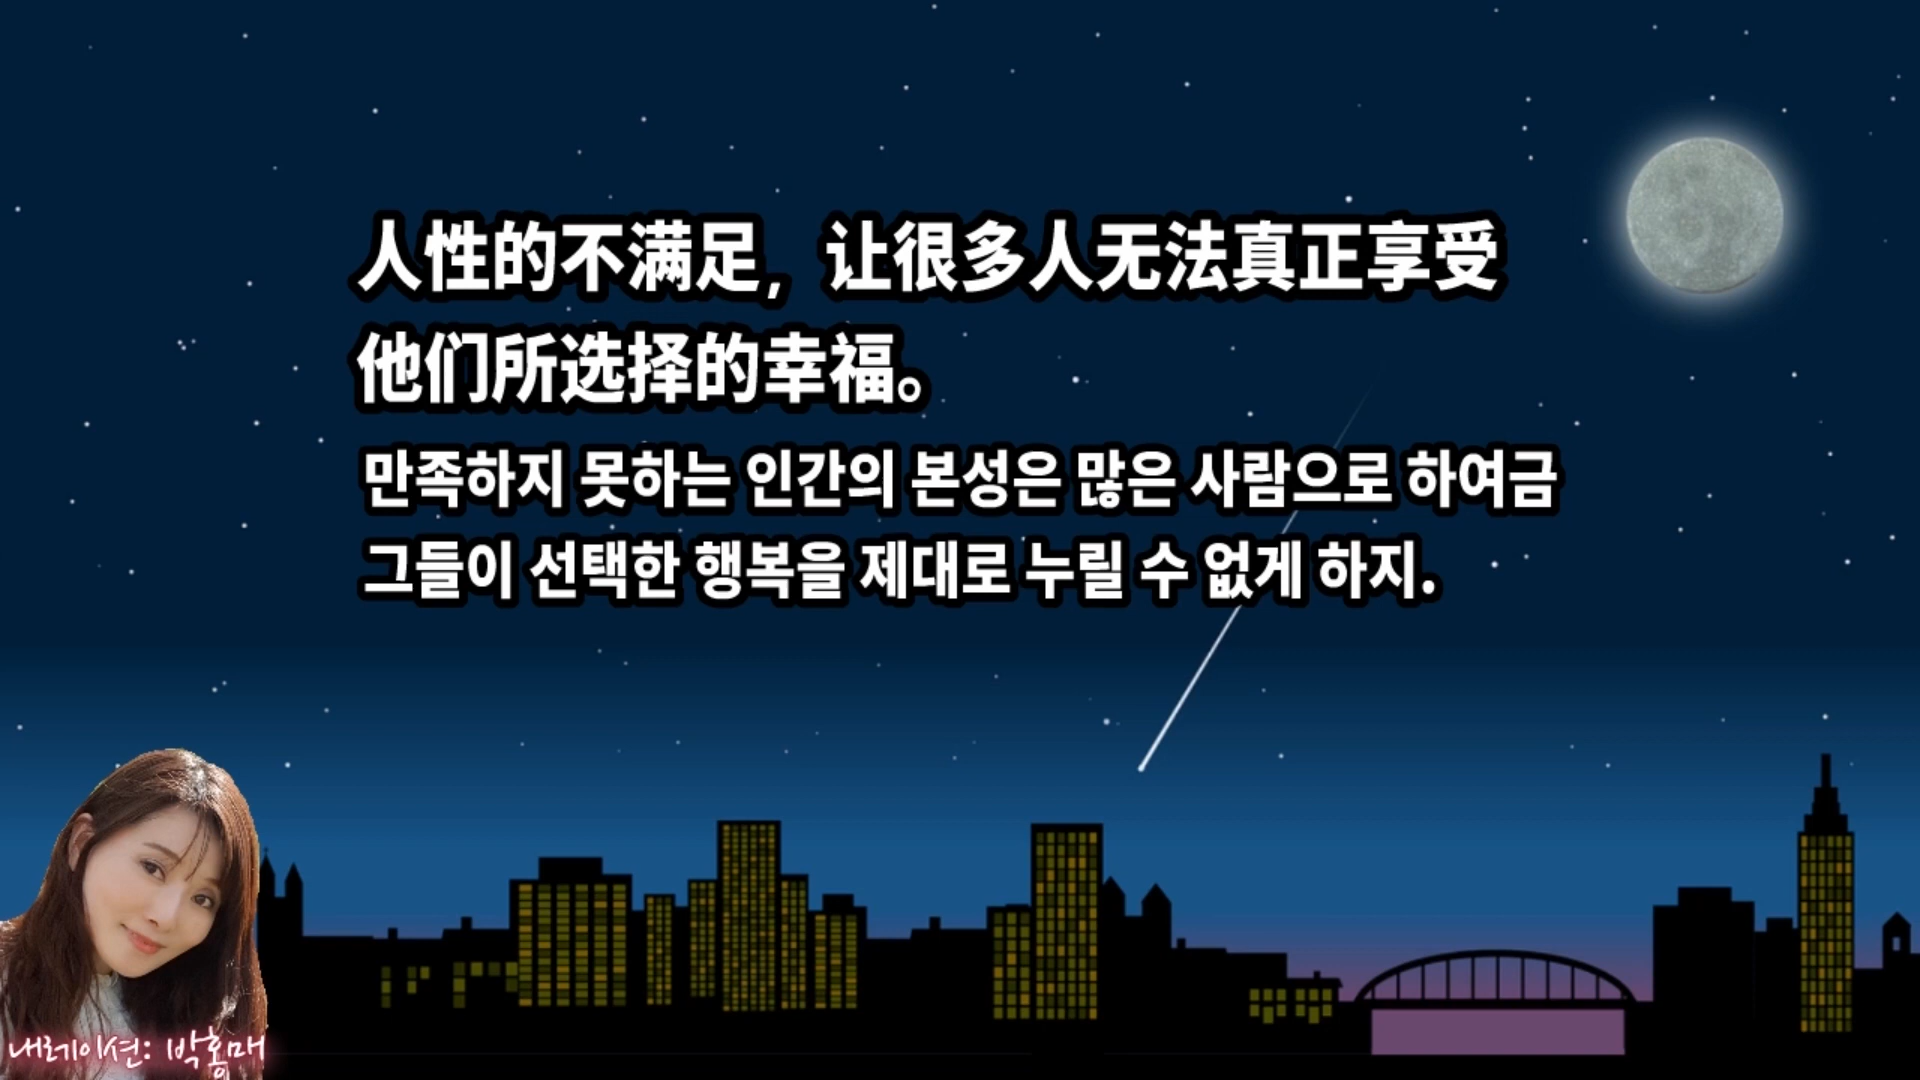 人性的不满足，让很多人无法真正享受
他们所选择的幸福。
만족하지 못하는 인간의 본성은 많은 사람으로 하여금
그들이 선택한 행복을 제대로 누릴 수 없게 하지.
내레이션: 박홍매